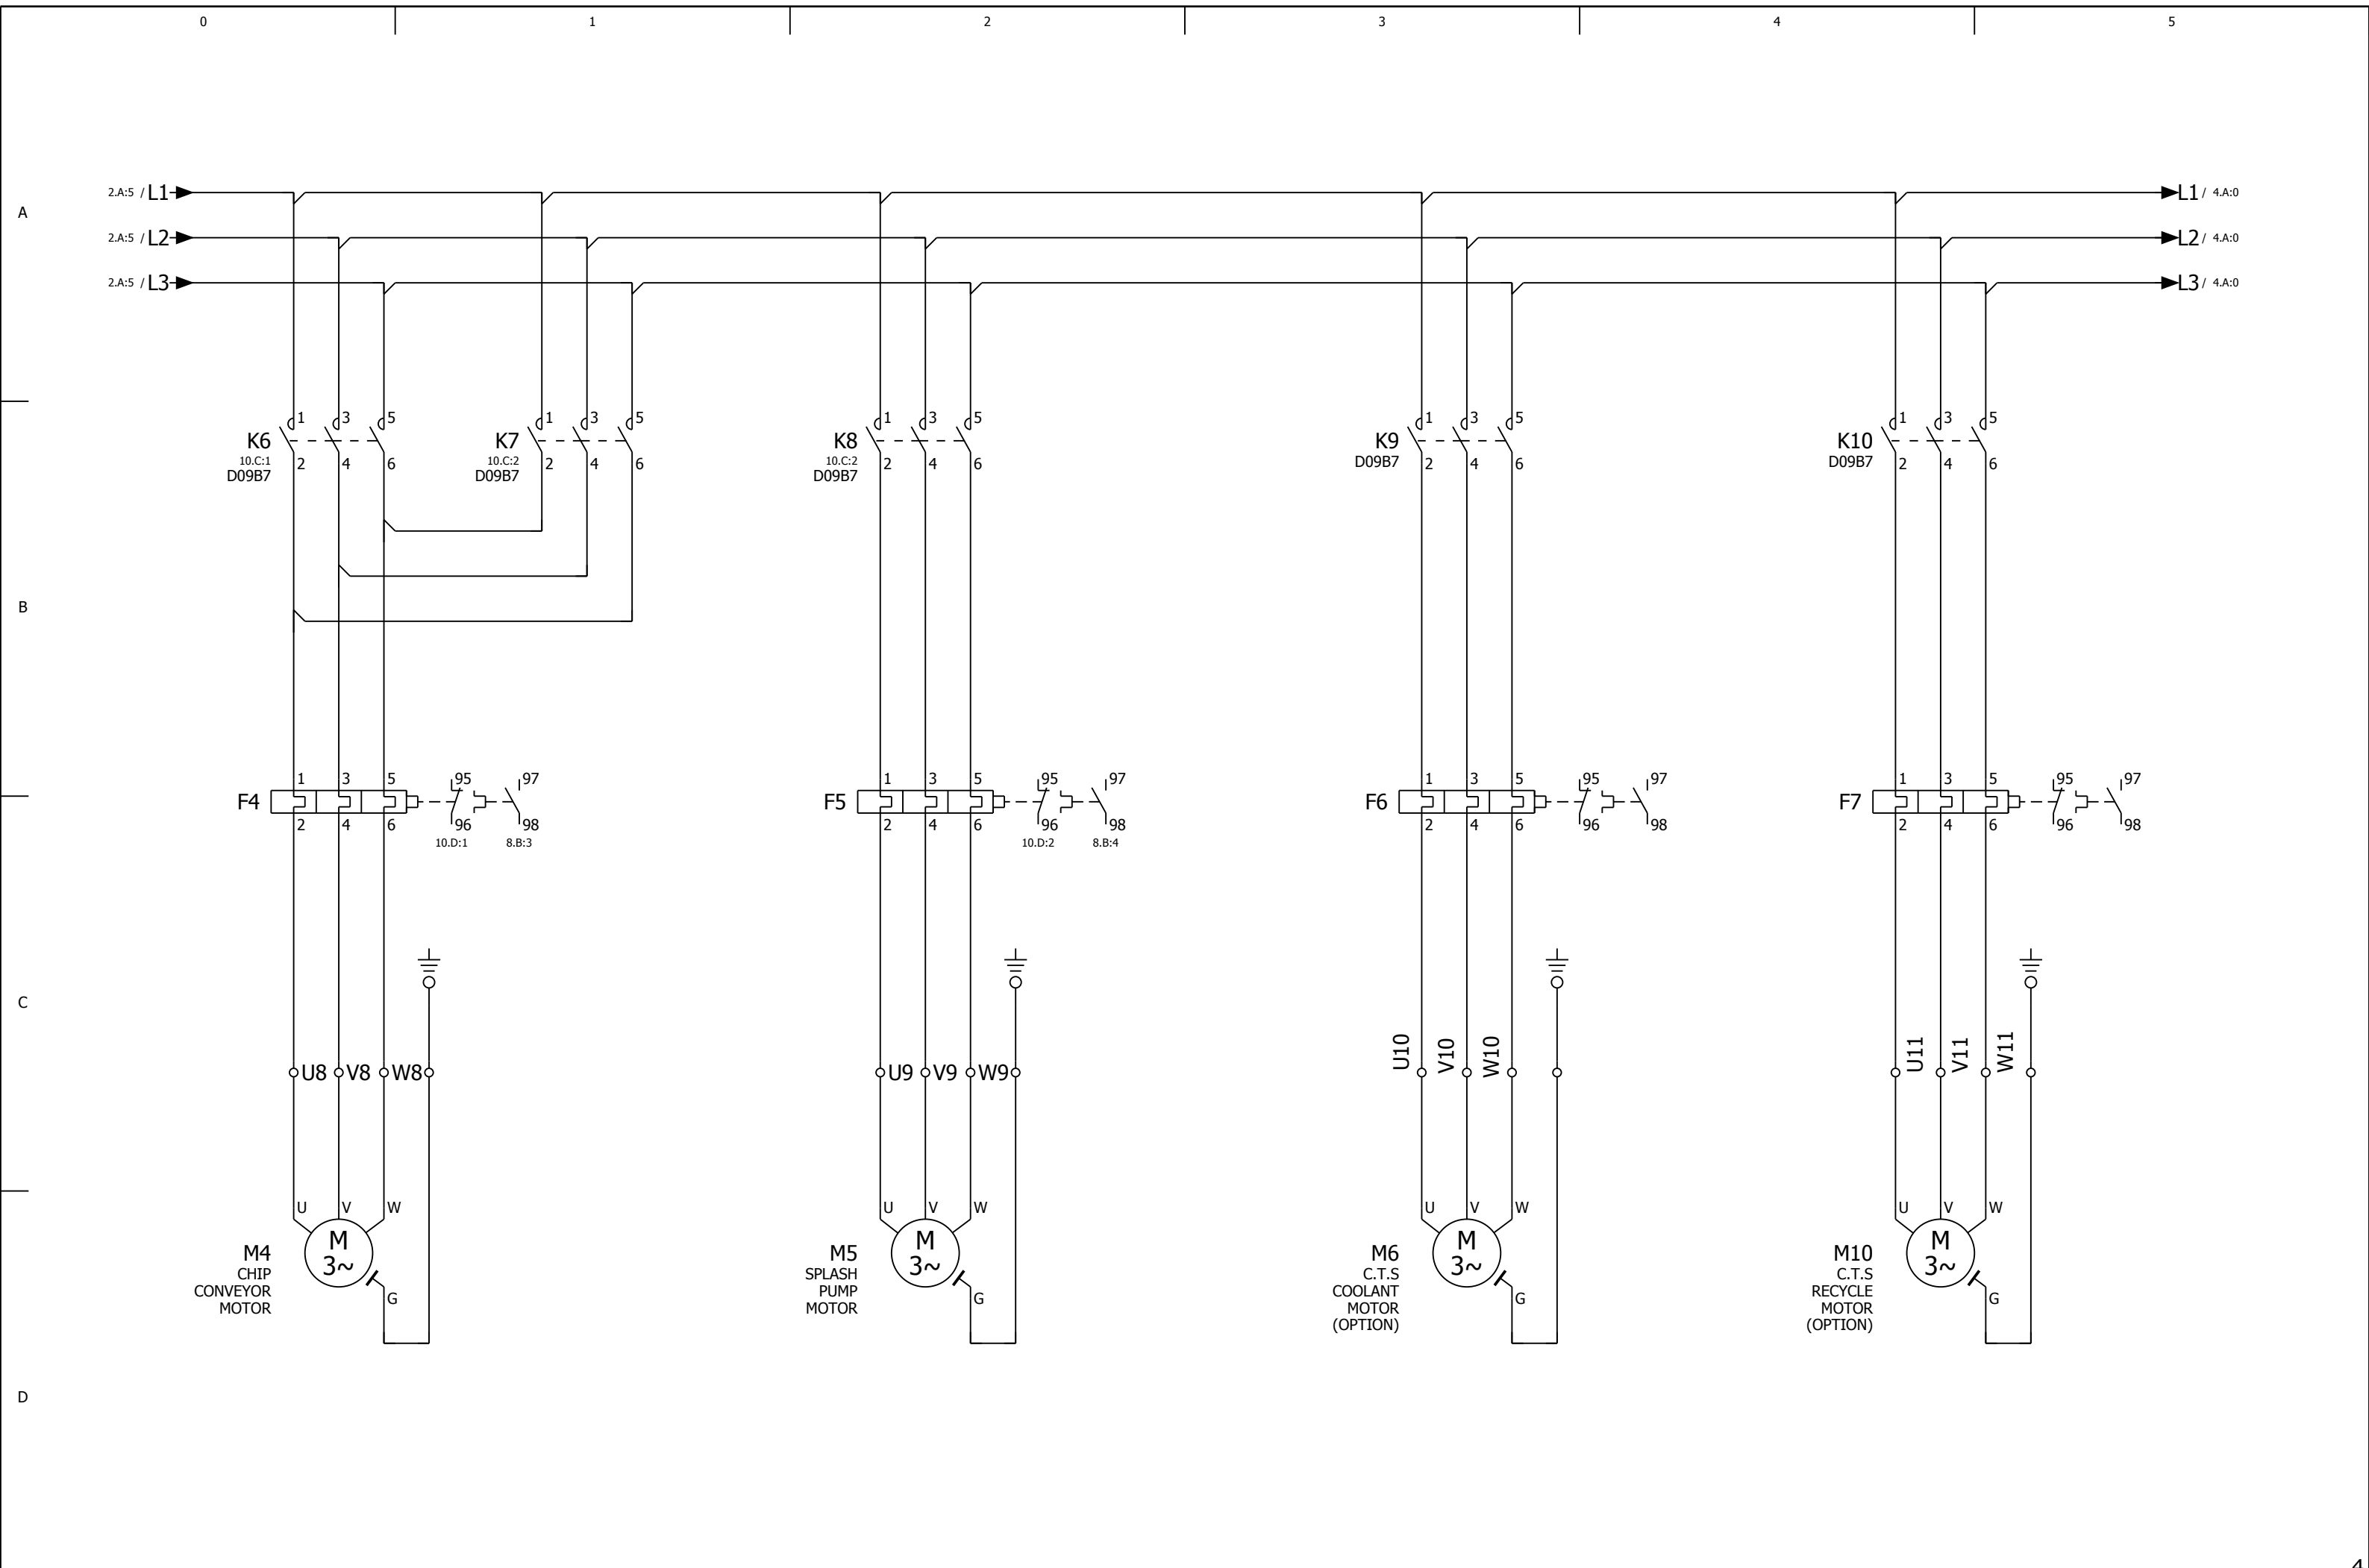 0 1 2 3 4 5
A
2.A:5 / L1 L1 / 4.A:0
2.A:5 / L2 L2 / 4.A:0
2.A:5 / L3 L3 / 4.A:0
1 3 5 1 3 5 1 3 5 1 3 5 1 3 5
K6 K7 K8 K9 K10
10.C:1 10.C:2 10.C:2 D09B7 D09B7
2 4 6 2 4 6 2 4 6 2 4 6 2 4 6
D09B7 D09B7 D09B7
B
1 3 5 95 97 1 3 5 95 97 1 3 5 95 97 1 3 5 95 97
F4 F5 F6 F7
2 4 6 96 98 2 4 6 96 98 2 4 6 96 98 2 4 6 96 98
10.D:1 8.B:3 10.D:2 8.B:4
C
U10 V10 W10 U11 V11 W11
U8 V8 W8 U9 V9 W9
U V W U V W U V W U V W
M M M M
3~ 3~ 3~ 3~
M4
CHIP
CONVEYOR
MOTOR
G
M5
SPLASH
PUMP
MOTOR
G
M6
C.T.S
COOLANT
MOTOR
(OPTION)
G
M10
C.T.S
RECYCLE
MOTOR
(OPTION)
G
D